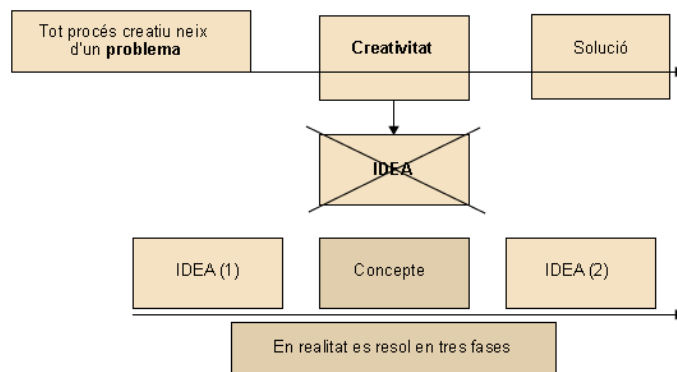 Tot procés creatiu neix
d'un problema
Creativitat
Solució
IDEA
IDEA (1)
Concepte
IDEA (2)
En realitat es resol en tres fases